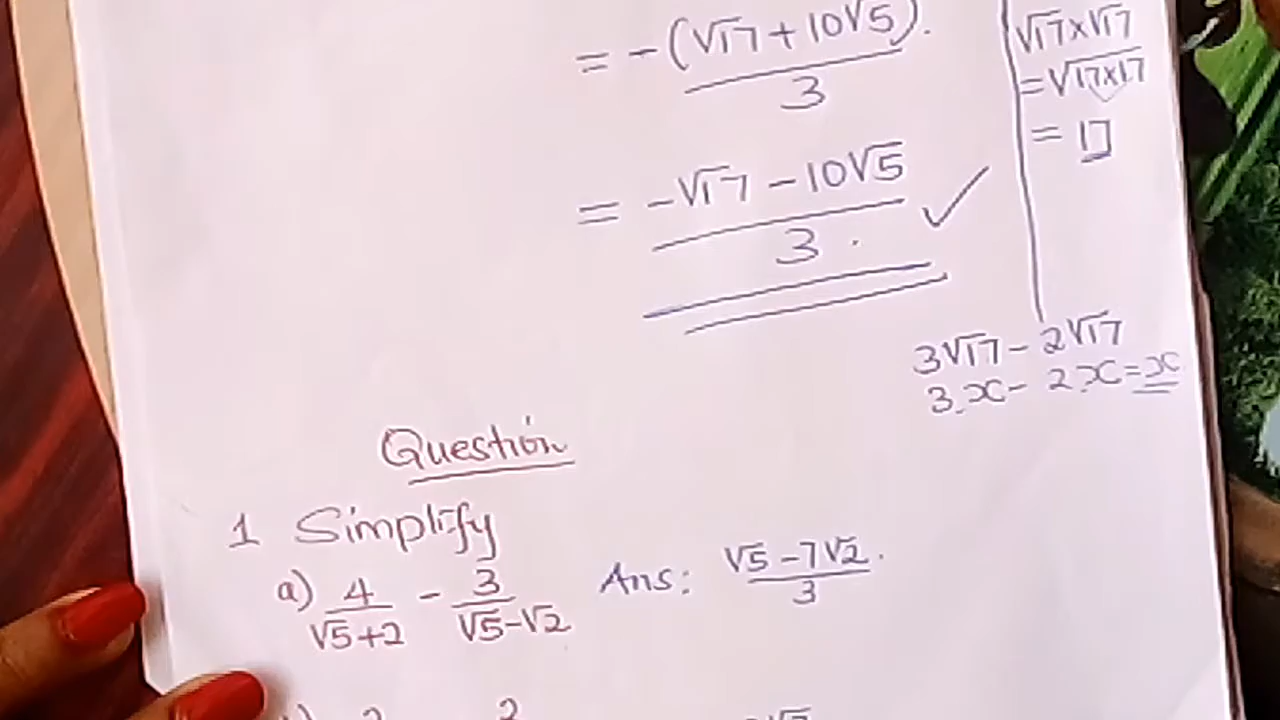 = -(√17 + 10√5).
3
= -√17 - 10√5 ✓
3.
√17×√17
=√17×17
= 17
3√17 - 2√17
3x - 2x = x
Question
1 Simplify
a) 4/(√5+2) - 3/(√5-√2) Ans: (√5 - 7√2)/3.